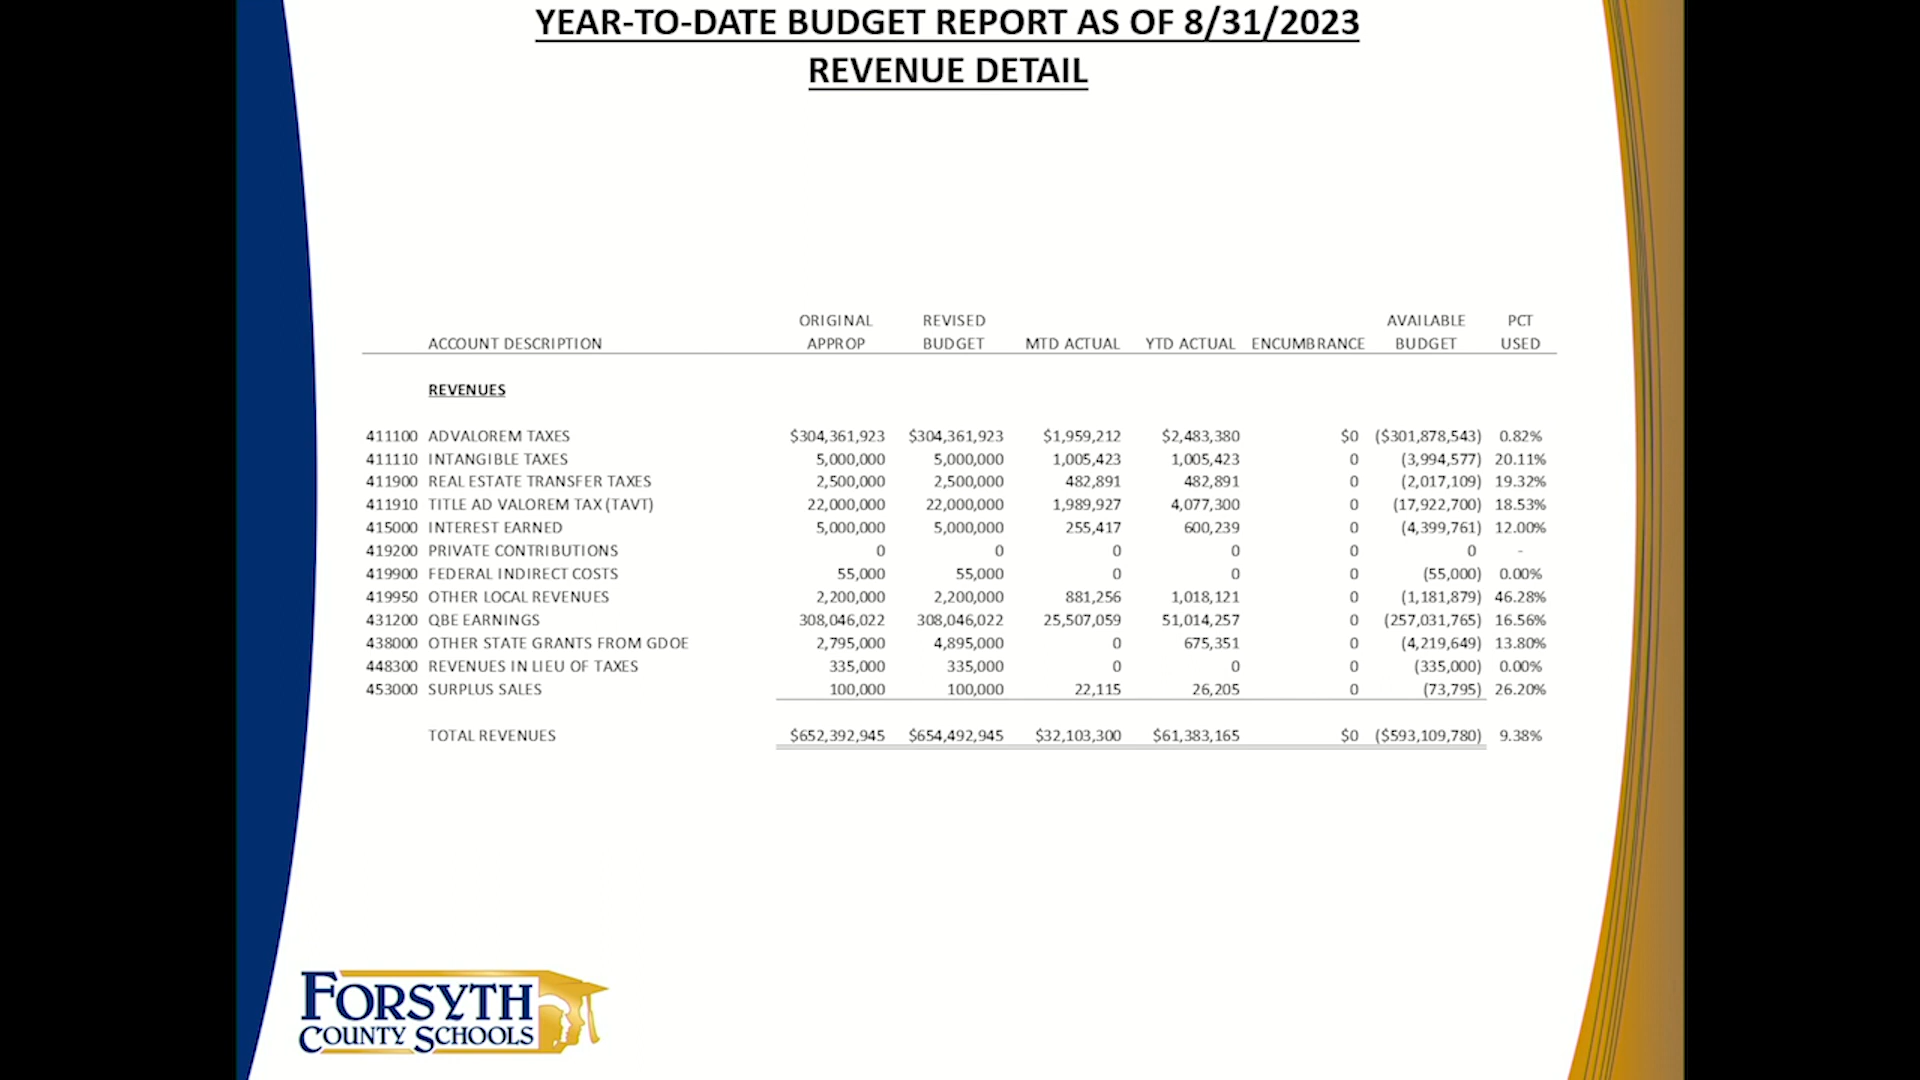 YEAR-TO-DATE BUDGET REPORT AS OF 8/31/2023
REVENUE DETAIL
ORIGINAL REVISED AVAILABLE PCT
ACCOUNT DESCRIPTION APPROP BUDGET MTD ACTUAL YTD ACTUAL ENCUMBRANCE BUDGET USED
REVENUES
411100 ADVALOREM TAXES $304,361,923 $304,361,923 $1,959,212 $2,483,380 $0 ($301,878,543) 0.82%
411110 INTANGIBLE TAXES 5,000,000 5,000,000 1,005,423 1,005,423 0 (3,994,577) 20.11%
411900 REAL ESTATE TRANSFER TAXES 2,500,000 2,500,000 482,891 482,891 0 (2,017,109) 19.32%
411910 TITLE AD VALOREM TAX (TAVT) 22,000,000 22,000,000 1,989,927 4,077,300 0 (17,922,700) 18.53%
415000 INTEREST EARNED 5,000,000 5,000,000 255,417 600,239 0 (4,399,761) 12.00%
419200 PRIVATE CONTRIBUTIONS 0 0 0 0 0 0 -
419900 FEDERAL INDIRECT COSTS 55,000 55,000 0 0 0 (55,000) 0.00%
419950 OTHER LOCAL REVENUES 2,200,000 2,200,000 881,256 1,018,121 0 (1,181,879) 46.28%
431200 QBE EARNINGS 308,046,022 308,046,022 25,507,059 51,014,257 0 (257,031,765) 16.56%
438000 OTHER STATE GRANTS FROM GDOE 2,795,000 4,895,000 0 675,351 0 (4,219,649) 13.80%
448300 REVENUES IN LIEU OF TAXES 335,000 335,000 0 0 0 (335,000) 0.00%
453000 SURPLUS SALES 100,000 100,000 22,115 26,205 0 (73,795) 26.20%
TOTAL REVENUES $652,392,945 $654,492,945 $32,103,300 $61,383,165 $0 ($593,109,780) 9.38%
FORSYTH
COUNTY SCHOOLS